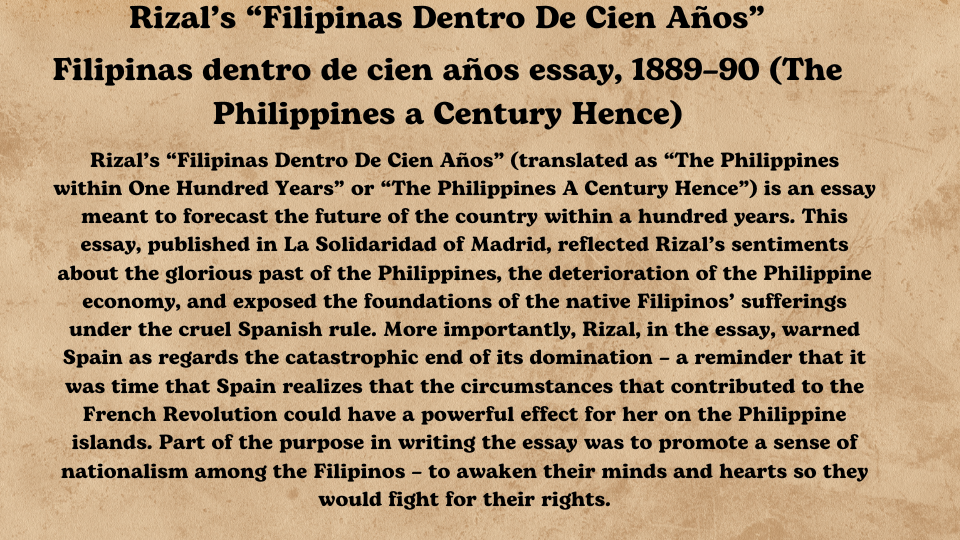 Rizal’s “Filipinas Dentro De Cien Años”
Filipinas dentro de cien años essay, 1889–90 (The
Philippines a Century Hence)
Rizal’s “Filipinas Dentro De Cien Años” (translated as “The Philippines
within One Hundred Years” or “The Philippines A Century Hence”) is an essay
meant to forecast the future of the country within a hundred years. This
essay, published in La Solidaridad of Madrid, reflected Rizal’s sentiments
about the glorious past of the Philippines, the deterioration of the Philippine
economy, and exposed the foundations of the native Filipinos’ sufferings
under the cruel Spanish rule. More importantly, Rizal, in the essay, warned
Spain as regards the catastrophic end of its domination – a reminder that it
was time that Spain realizes that the circumstances that contributed to the
French Revolution could have a powerful effect for her on the Philippine
islands. Part of the purpose in writing the essay was to promote a sense of
nationalism among the Filipinos – to awaken their minds and hearts so they
would fight for their rights.